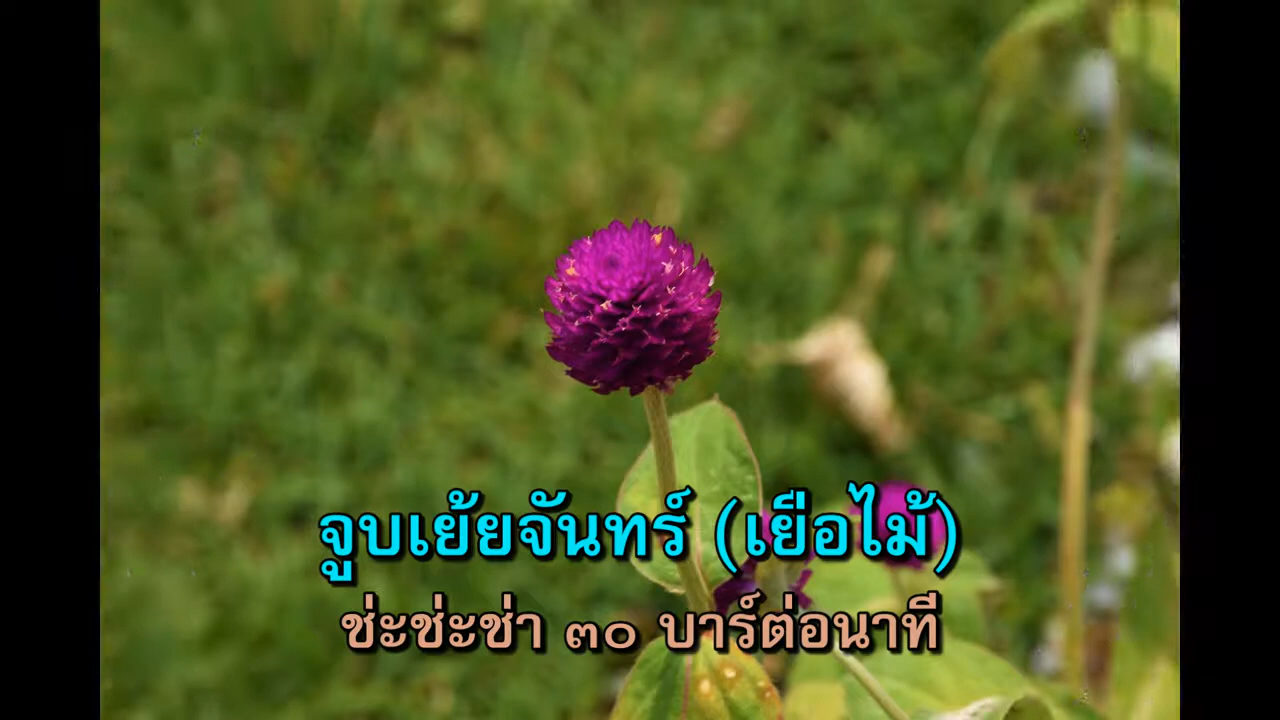 จูบเย้ยจันทร์ (เยือไม้)
ช่ะช่ะช่า ๓๐ บาร์ต่อนาที